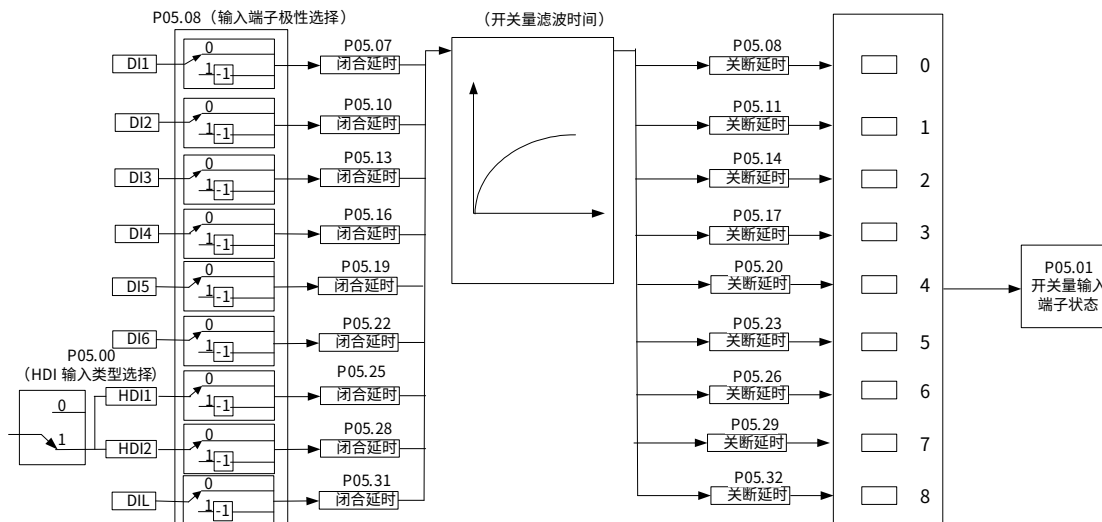 P05.08（输入端子极性选择）
（开关量滤波时间）
DI1
0
1
-1
P05.07
闭合延时
P05.08
关断延时
0
DI2
0
1
-1
P05.10
闭合延时
P05.11
关断延时
1
DI3
0
1
-1
P05.13
闭合延时
P05.14
关断延时
2
DI4
0
1
-1
P05.16
闭合延时
P05.17
关断延时
3
DI5
0
1
-1
P05.19
闭合延时
P05.20
关断延时
4
P05.01
开关量输入
端子状态
DI6
0
1
-1
P05.22
闭合延时
P05.23
关断延时
5
P05.00
（HDI 输入类型选择）
0
1
HDI1
0
1
-1
P05.25
闭合延时
P05.26
关断延时
6
HDI2
0
1
-1
P05.28
闭合延时
P05.29
关断延时
7
DIL
0
1
-1
P05.31
闭合延时
P05.32
关断延时
8